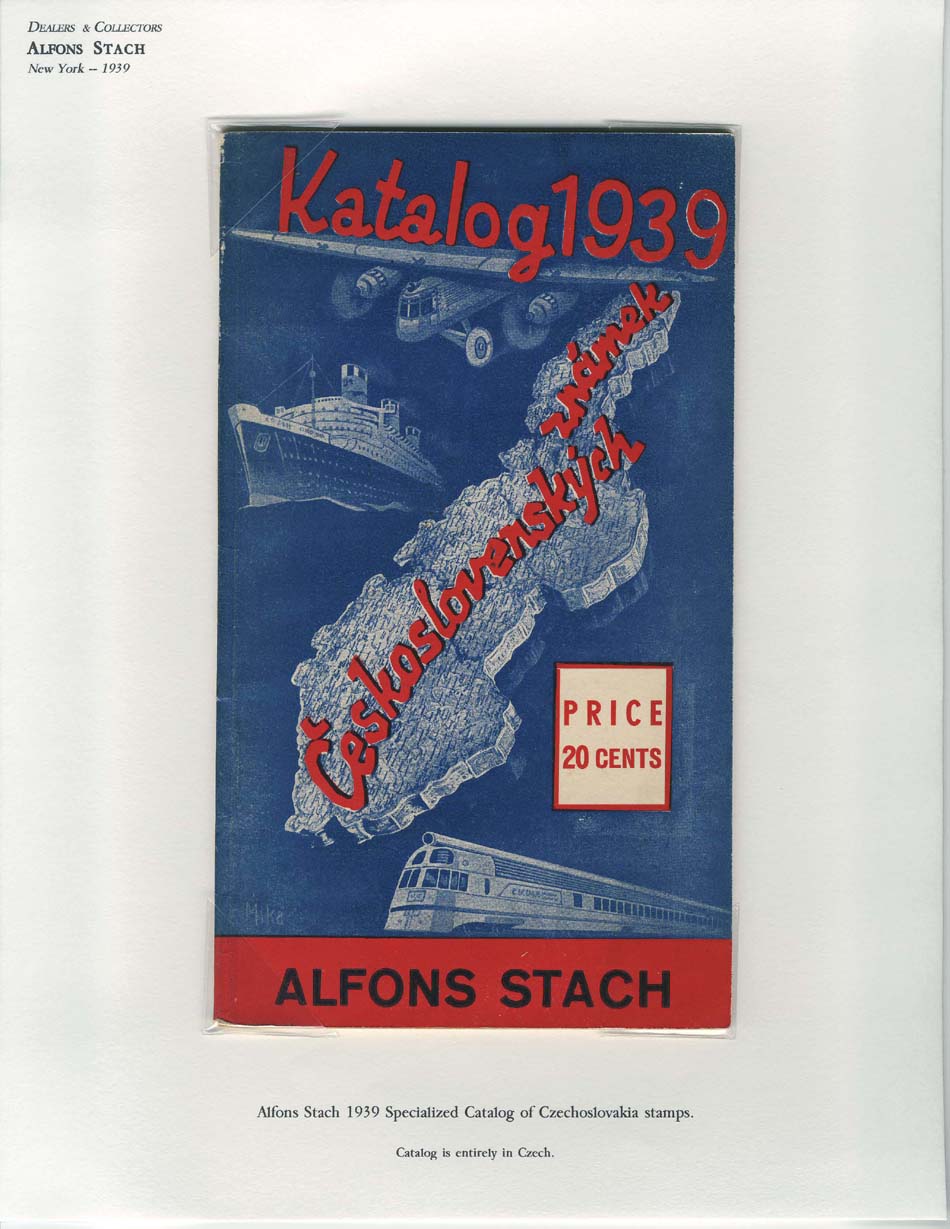 DEALERS & COLLECTORS
ALFONS STACH
New York – 1939
Katalog 1939
Československých
známek
PRICE
20 CENTS
Mike
ALFONS STACH
Alfons Stach 1939 Specialized Catalog of Czechoslovakia stamps.
Catalog is entirely in Czech.